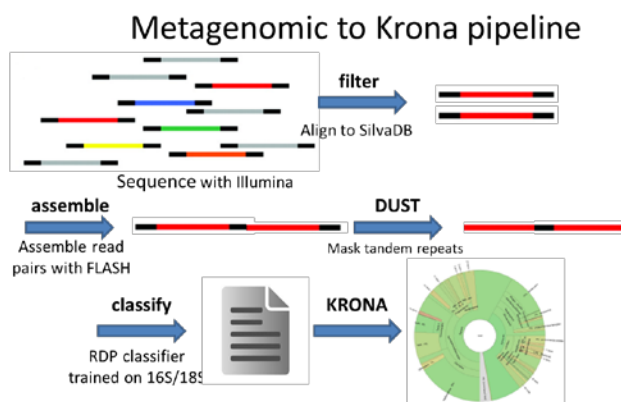 Metagenomic to Krona pipeline
filter
Align to SilvaDB
Sequence with Illumina
assemble
Assemble read
pairs with FLASH
DUST
Mask tandem repeats
classify
RDP classifier
trained on 16S/18S
KRONA